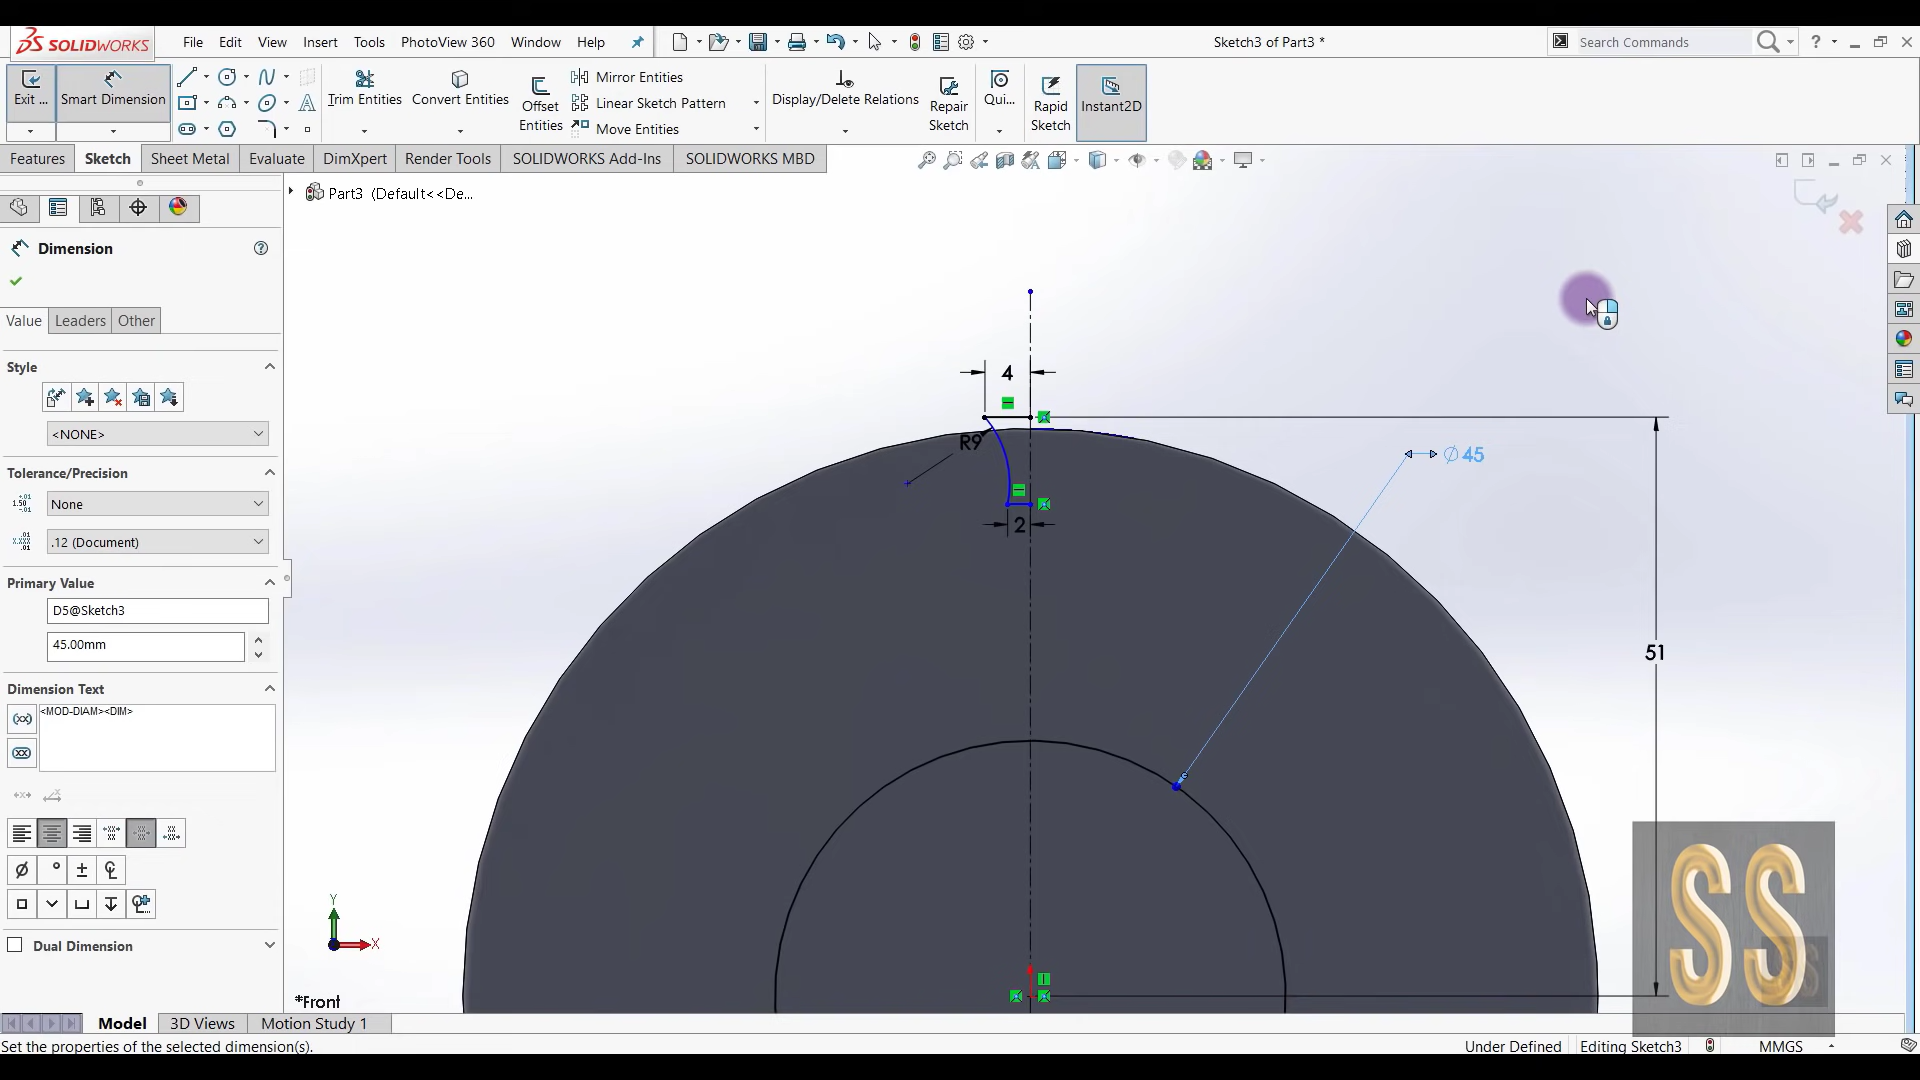 SOLIDWORKS File Edit View Insert Tools PhotoView 360 Window Help Sketch3 of Part3 * Search Commands ?
Exit ... Smart Dimension Trim Entities Convert Entities Offset Entities Mirror Entities Linear Sketch Pattern Move Entities Display/Delete Relations Repair Sketch Qui... Rapid Sketch Instant2D
Features Sketch Sheet Metal Evaluate DimXpert Render Tools SOLIDWORKS Add-Ins SOLIDWORKS MBD
Part3 (Default<<De...
Dimension
Value Leaders Other
Style
<NONE>
Tolerance/Precision
None
.12 (Document)
Primary Value
D5@Sketch3
45.00mm
Dimension Text
<MOD-DIAM><DIM>
Dual Dimension
4
R9
2
∅45
51
Y
X
*Front
SS
Model 3D Views Motion Study 1
Set the properties of the selected dimension(s). Under Defined Editing Sketch3 MMGS